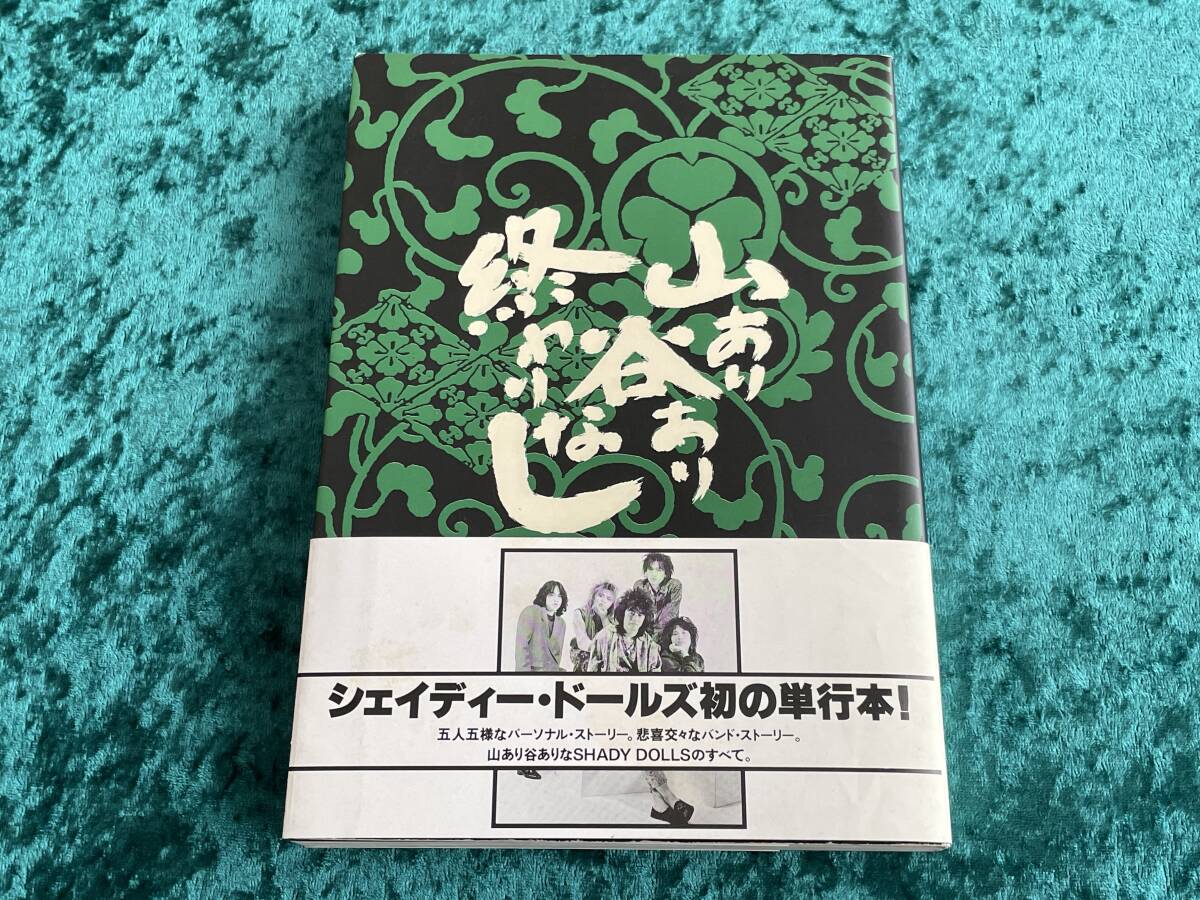 山あり
谷あり
終わりなし
シェイディー・ドールズ初の単行本!
五人五様なパーソナル・ストーリー。悲喜交々なバンド・ストーリー。
山あり谷ありなSHADY DOLLSのすべて。